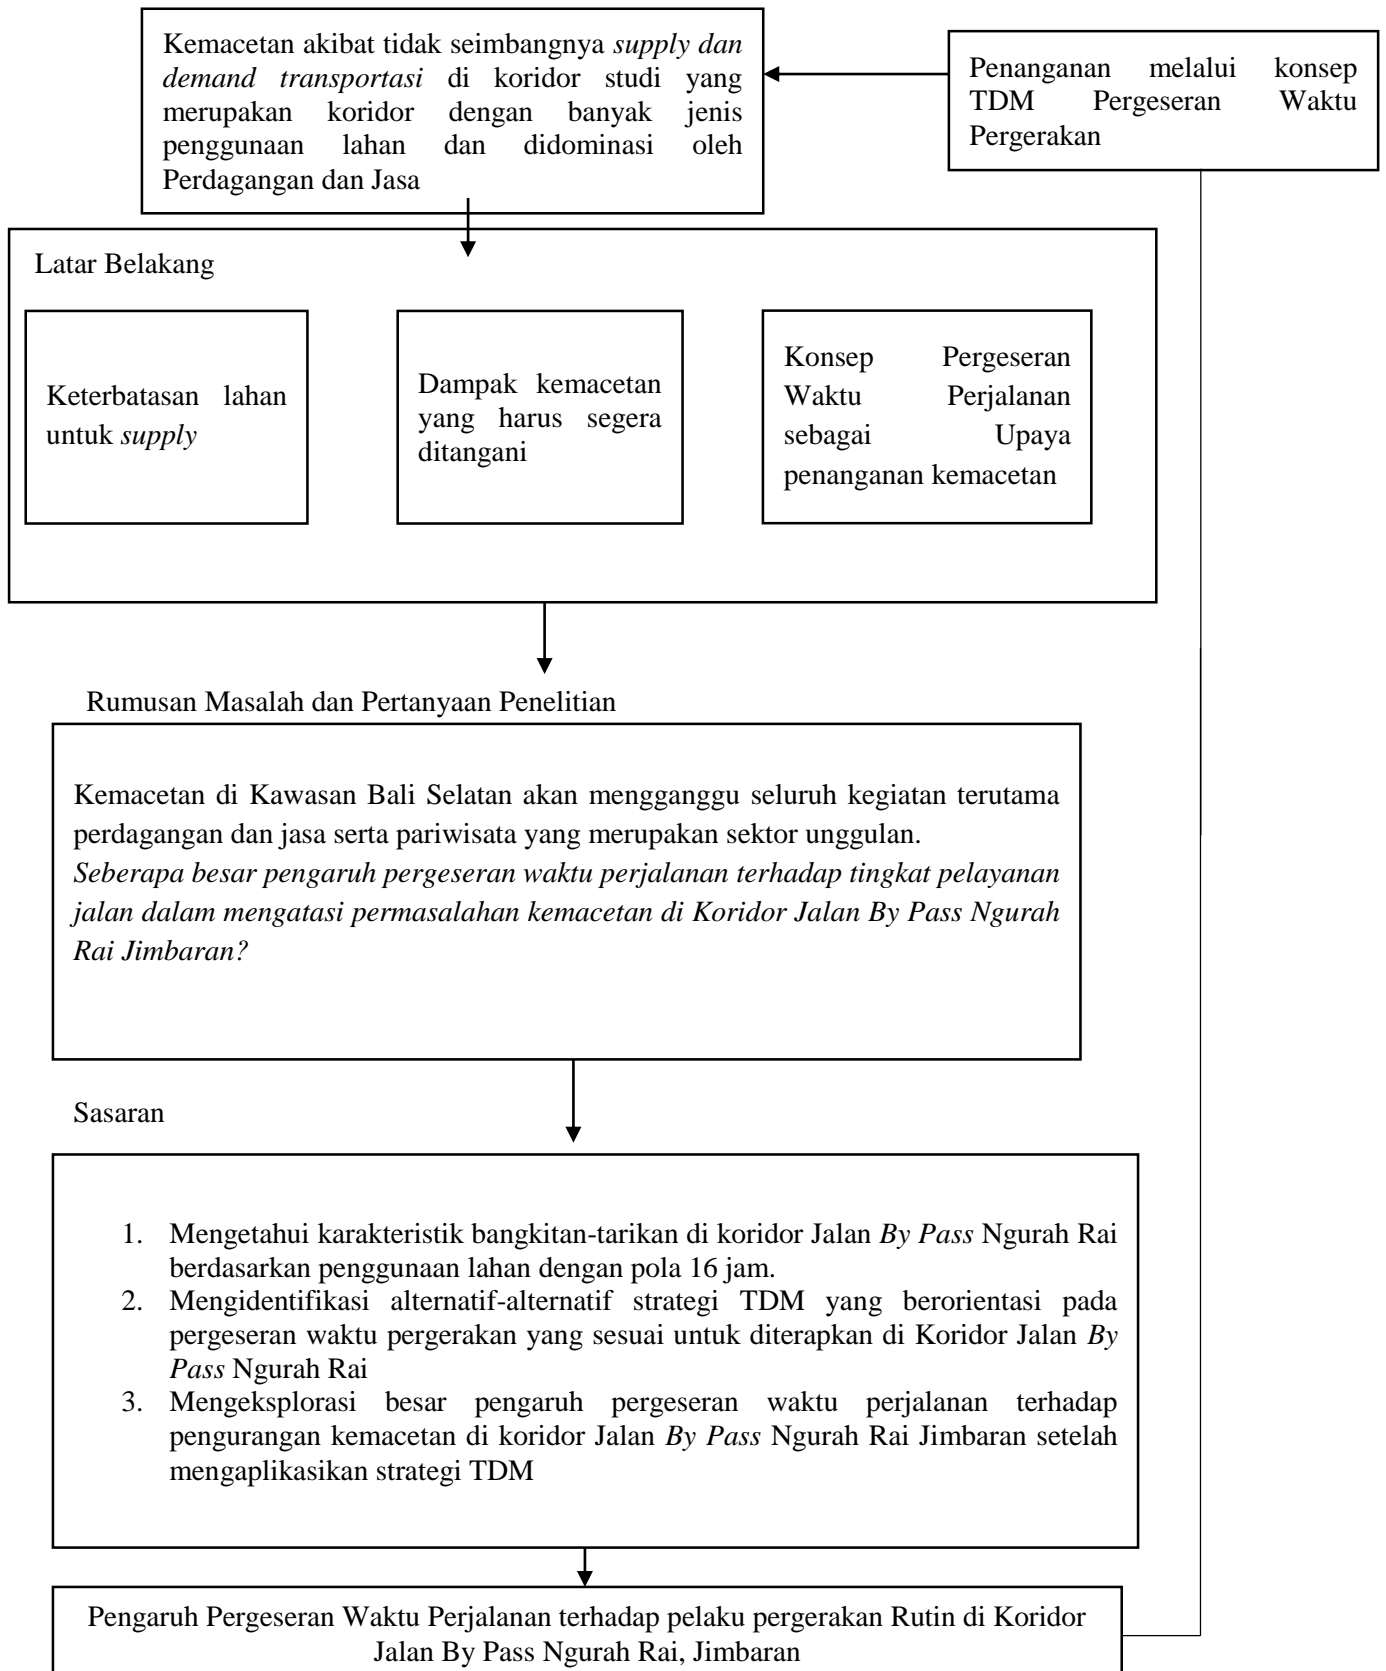 Kemacetan akibat tidak seimbangnya supply dan
demand transportasi di koridor studi yang
merupakan koridor dengan banyak jenis
penggunaan lahan dan didominasi oleh
Perdagangan dan Jasa
Penanganan melalui konsep
TDM Pergeseran Waktu
Pergerakan
Latar Belakang
Keterbatasan lahan
untuk supply
Dampak kemacetan
yang harus segera
ditangani
Konsep Pergeseran
Waktu Perjalanan
sebagai Upaya
penanganan kemacetan
Rumusan Masalah dan Pertanyaan Penelitian
Kemacetan di Kawasan Bali Selatan akan mengganggu seluruh kegiatan terutama
perdagangan dan jasa serta pariwisata yang merupakan sektor unggulan.
Seberapa besar pengaruh pergeseran waktu perjalanan terhadap tingkat pelayanan
jalan dalam mengatasi permasalahan kemacetan di Koridor Jalan By Pass Ngurah
Rai Jimbaran?
Sasaran
1. Mengetahui karakteristik bangkitan-tarikan di koridor Jalan By Pass Ngurah Rai
berdasarkan penggunaan lahan dengan pola 16 jam.
2. Mengidentifikasi alternatif-alternatif strategi TDM yang berorientasi pada
pergeseran waktu pergerakan yang sesuai untuk diterapkan di Koridor Jalan By
Pass Ngurah Rai
3. Mengeksplorasi besar pengaruh pergeseran waktu perjalanan terhadap
pengurangan kemacetan di koridor Jalan By Pass Ngurah Rai Jimbaran setelah
mengaplikasikan strategi TDM
Pengaruh Pergeseran Waktu Perjalanan terhadap pelaku pergerakan Rutin di Koridor
Jalan By Pass Ngurah Rai, Jimbaran